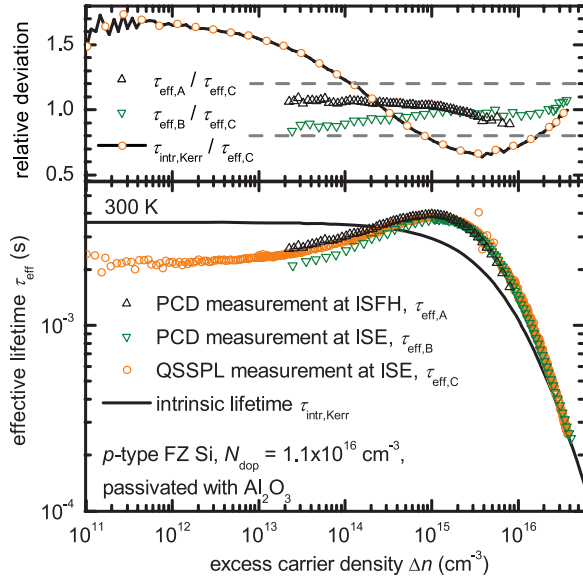 relative deviation
1.5
1.0
0.5
τeff,A / τeff,C
τeff,B / τeff,C
τintr,Kerr / τeff,C
300 K
effective lifetime τeff (s)
10⁻³
10⁻⁴
PCD measurement at ISFH, τeff,A
PCD measurement at ISE, τeff,B
QSSPL measurement at ISE, τeff,C
intrinsic lifetime τintr,Kerr
p-type FZ Si, Ndop = 1.1x10¹⁶ cm⁻³,
passivated with Al₂O₃
10¹¹ 10¹² 10¹³ 10¹⁴ 10¹⁵ 10¹⁶
excess carrier density Δn (cm⁻³)